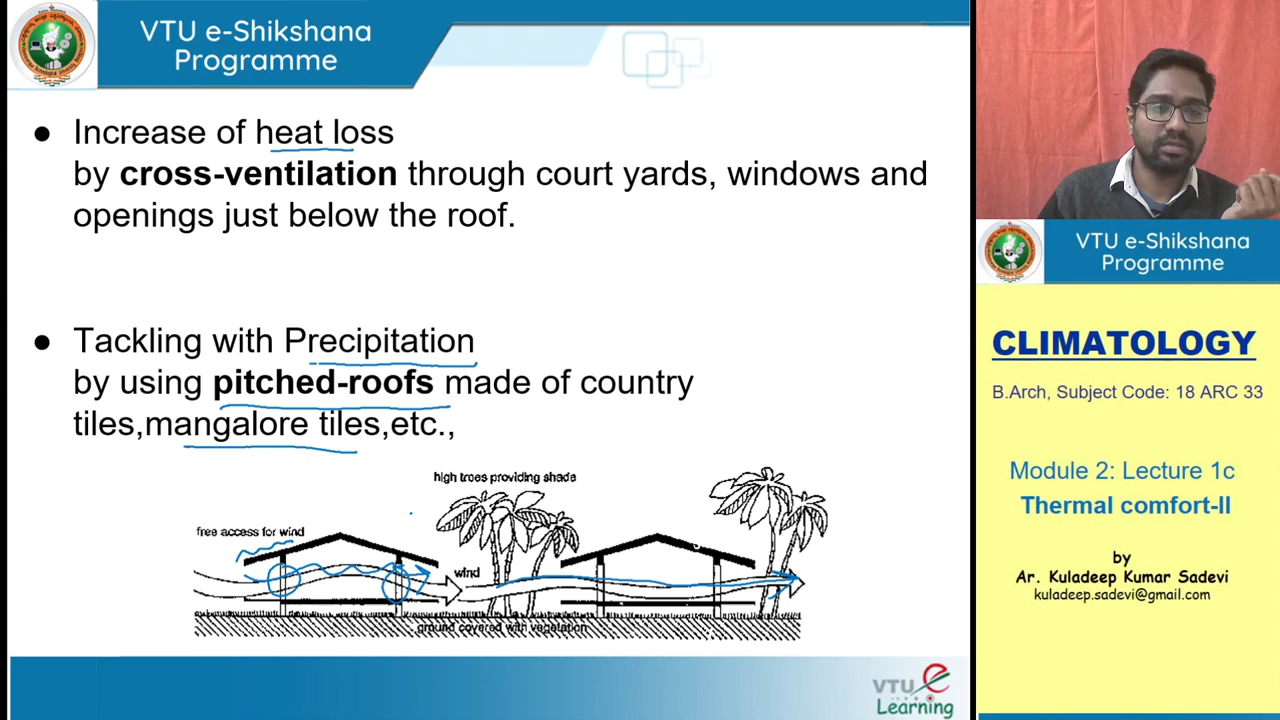 VTU e-Shikshana
Programme
● Increase of heat loss
by cross-ventilation through court yards, windows and
openings just below the roof.
● Tackling with Precipitation
by using pitched-roofs made of country
tiles,mangalore tiles,etc.,
high trees providing shade
free access for wind
wind
ground covered with vegetation
VTU e
Learning
VTU e-Shikshana
Programme
CLIMATOLOGY
B.Arch, Subject Code: 18 ARC 33
Module 2: Lecture 1c
Thermal comfort-II
by
Ar. Kuladeep Kumar Sadevi
kuladeep.sadevi@gmail.com